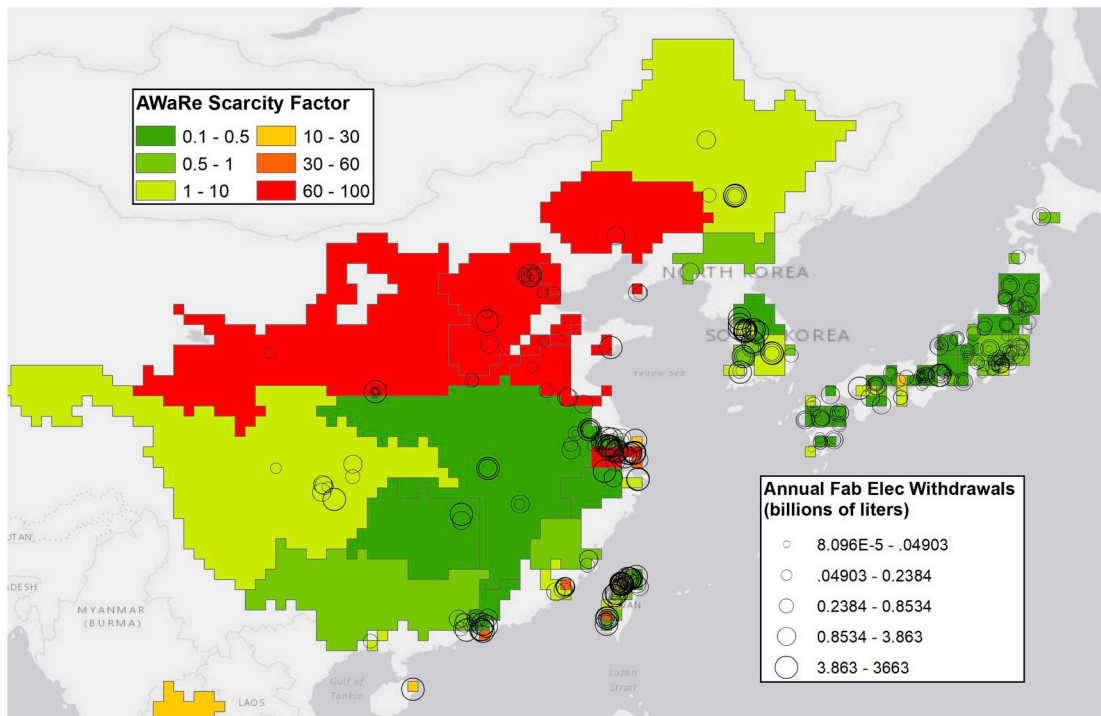 AWaRe Scarcity Factor
0.1 - 0.5
10 - 30
0.5 - 1
30 - 60
1 - 10
60 - 100
NORTH KOREA
SOUTH KOREA
Yellow Sea
Annual Fab Elec Withdrawals
(billions of liters)
8.096E-5 - .04903
.04903 - 0.2384
0.2384 - 0.8534
0.8534 - 3.863
3.863 - 3663
UTAN
ADESH
MYANMAR
(BURMA)
LAOS
Gulf of
Tonkin
Luzon
Strait